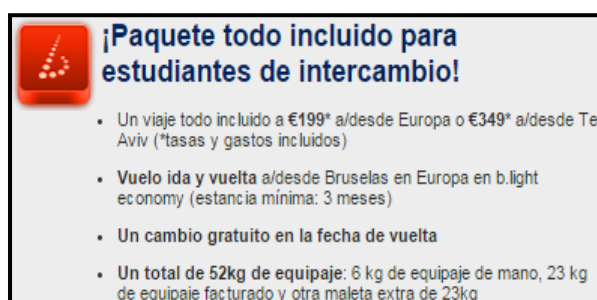 ¡Paquete todo incluido para
estudiantes de intercambio!
• Un viaje todo incluido a €199* a/desde Europa o €349* a/desde Te
Aviv (*tasas y gastos incluidos)
• Vuelo ida y vuelta a/desde Bruselas en Europa en b.light
economy (estancia mínima: 3 meses)
• Un cambio gratuito en la fecha de vuelta
• Un total de 52kg de equipaje: 6 kg de equipaje de mano, 23 kg
de equipaje facturado y otra maleta extra de 23kg